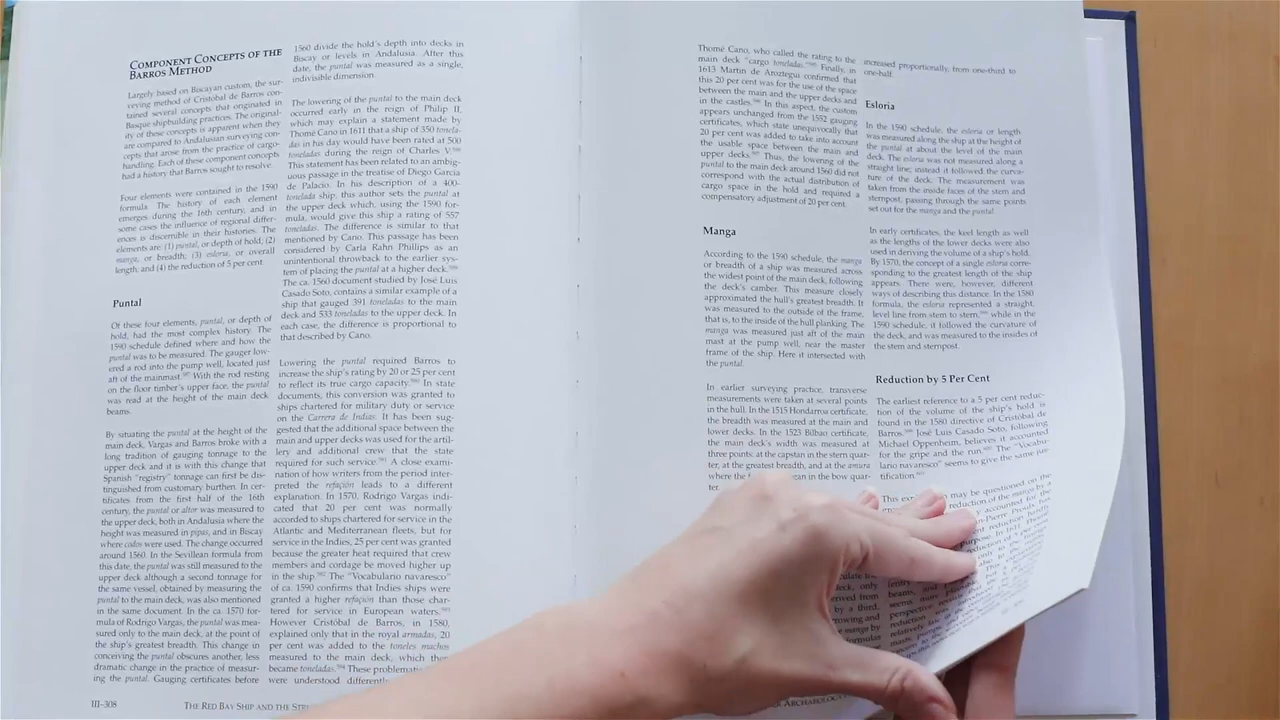 COMPONENT CONCEPTS OF THE
BARROS METHOD
Largely based on Biscayan custom, the sur-
veying method of Cristóbal de Barros con-
tained several concepts that originated in
Basque shipbuilding practices. The original-
ity of these concepts is apparent when they
are compared to Andalusian surveying con-
cepts that arose from the practice of cargo-
handling. Each of these component concepts
had a history that Barros sought to resolve.
Four elements were contained in the 1590
formula. The history of each element
emerges during the 16th century, and in
some cases the influence of regional differ-
ences is discernible in their histories. The
elements are: (1) puntal, or depth of hold; (2)
manga, or breadth; (3) esloria, or overall
length; and (4) the reduction of 5 per cent.
Puntal
Of these four elements, puntal, or depth of
hold, had the most complex history. The
1590 schedule defined where and how the
puntal was to be measured. The gauger low-
ered a rod into the pump well, located just
aft of the mainmast. With the rod resting
on the floor timber's upper face, the puntal
was read at the height of the main deck
beams.
By situating the puntal at the height of the
main deck, Vargas and Barros broke with a
long tradition of gauging tonnage to the
upper deck and it is with this change that
Spanish "registry" tonnage can first be dis-
tinguished from customary burthen. In cer-
tificates from the first half of the 16th
century, the puntal or altor was measured to
the upper deck, both in Andalusia where the
height was measured in pipas, and in Biscay
where codos were used. The change occurred
around 1560. In the Sevillean formula from
this date, the puntal was still measured to the
upper deck although a second tonnage for
the same vessel, obtained by measuring the
puntal to the main deck, was also mentioned
in the same document. In the ca. 1570 for-
mula of Rodrigo Vargas, the puntal was mea-
sured only to the main deck, at the point of
the ship's greatest breadth. This change in
conceiving the puntal obscures another, less
dramatic change in the practice of measur-
ing the puntal. Gauging certificates before
1560 divide the hold's depth into decks in
Biscay or levels in Andalusia. After this
date, the puntal was measured as a single,
indivisible dimension.
The lowering of the puntal to the main deck
occurred early in the reign of Philip II,
which may explain a statement made by
Thomé Cano in 1611 that a ship of 350 tonela-
das in his day would have been rated at 500
toneladas during the reign of Charles V.
This statement has been related to an ambig-
uous passage in the treatise of Diego García
de Palacio. In his description of a 400-
tonelada ship, this author sets the puntal at
the upper deck which, using the 1590 for-
mula, would give this ship a rating of 557
toneladas. The difference is similar to that
mentioned by Cano. This passage has been
considered by Carla Rahn Phillips as an
unintentional throwback to the earlier sys-
tem of placing the puntal at a higher deck.
The ca. 1560 document studied by José Luis
Casado Soto, contains a similar example of a
ship that gauged 391 toneladas to the main
deck and 533 toneladas to the upper deck. In
each case, the difference is proportional to
that described by Cano.
Lowering the puntal required Barros to
increase the ship's rating by 20 or 25 per cent
to reflect its true cargo capacity. In state
documents, this conversion was granted to
ships chartered for military duty or service
on the Carrera de Indias. It has been sug-
gested that the additional space between the
main and upper decks was used for the artil-
lery and additional crew that the state
required for such service. A close exami-
nation of how writers from the period inter-
preted the refación leads to a different
explanation. In 1570, Rodrigo Vargas indi-
cated that 20 per cent was normally
accorded to ships chartered for service in the
Atlantic and Mediterranean fleets, but for
service in the Indies, 25 per cent was granted
because the greater heat required that crew
members and cordage be moved higher up
in the ship. The "Vocabulario navaresco"
of ca. 1590 confirms that Indies ships were
granted a higher refación than those char-
tered for service in European waters.
However Cristóbal de Barros, in 1580,
explained only that in the royal armadas, 20
per cent was added to the toneles machos
measured to the main deck, which then
became toneladas. These
were understood
III-308
THE RED BAY SHIP AND THE
Thomé Cano, who called the rating to the
main deck "cargo toneladas." Finally, in
1613 Martin de Aroztegui confirmed that
this 20 per cent was for the use of the space
between the main and the upper decks and
in the castles. In this aspect, the custom
appears unchanged from the 1552 gauging
certificates, which state unequivocally that
20 per cent was added to take into account
the usable space between the main and
upper decks. Thus, the lowering of the
puntal to the main deck around 1560 did not
correspond with the actual distribution of
cargo space in the hold and required a
compensatory adjustment of 20 per cent.
Manga
According to the 1590 schedule, the manga
or breadth of a ship was measured across
the widest point of the main deck, following
the deck's camber. This measure closely
approximated the hull's greatest breadth. It
was measured to the outside of the frame,
that is, to the inside of the hull planking. The
manga was measured just aft of the main
mast at the pump well, near the master
frame of the ship. Here it intersected with
the puntal.
In earlier surveying practice, transverse
measurements were taken at several points
in the hull. In the 1515 Hondarroa certificate,
the breadth was measured at the main and
lower decks. In the 1523 Bilbao certificate,
the main deck's width was measured at
three points: at the capstan in the stern quar-
ter, at the greatest breadth, and at the amura
where the in the bow quar-
ter.
deck, only
by a third,
increased proportionally, from one-third to
one-half.
Esloria
In the 1590 schedule, the esloria or length
was measured along the ship at the height of
the puntal at about the level of the main
deck. The esloria was not measured along a
straight line; instead it followed the curva-
ture of the deck. The measurement was
taken from the inside faces of the stem and
sternpost, passing through the same points
set out for the manga and the puntal.
In early certificates, the keel length as well
as the lengths of the lower decks were also
used in deriving the volume of a ship's hold.
By 1570, the concept of a single esloria corre-
sponding to the greatest length of the ship
appears. There were, however, different
ways of describing this distance. In the 1580
formula, the esloria represented a straight,
level line from stem to stern, while in the
1590 schedule, it followed the curvature of
the deck, and was measured to the insides of
the stem and sternpost.
Reduction by 5 Per Cent
The earliest reference to a 5 per cent reduc-
tion of the volume of the ship's hold is
found in the 1580 directive of Cristóbal de
Barros. José Luis Casado Soto, following
Michael Oppenheim, believes it accounted
for the gripe and the run. The "Vocabu-
lario navaresco" seems to give the same jus-
tification.
This may be questioned on the
reduction of the manga by a
ARCHAEOLOGY